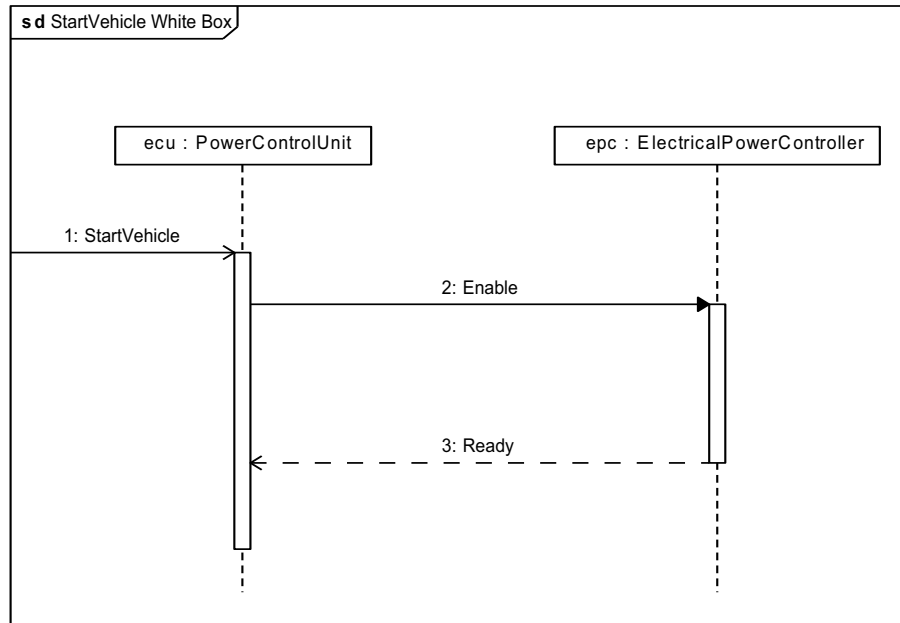 sd StartVehicle White Box
ecu : PowerControlUnit
epc : ElectricalPowerController
1: StartVehicle
2: Enable
3: Ready